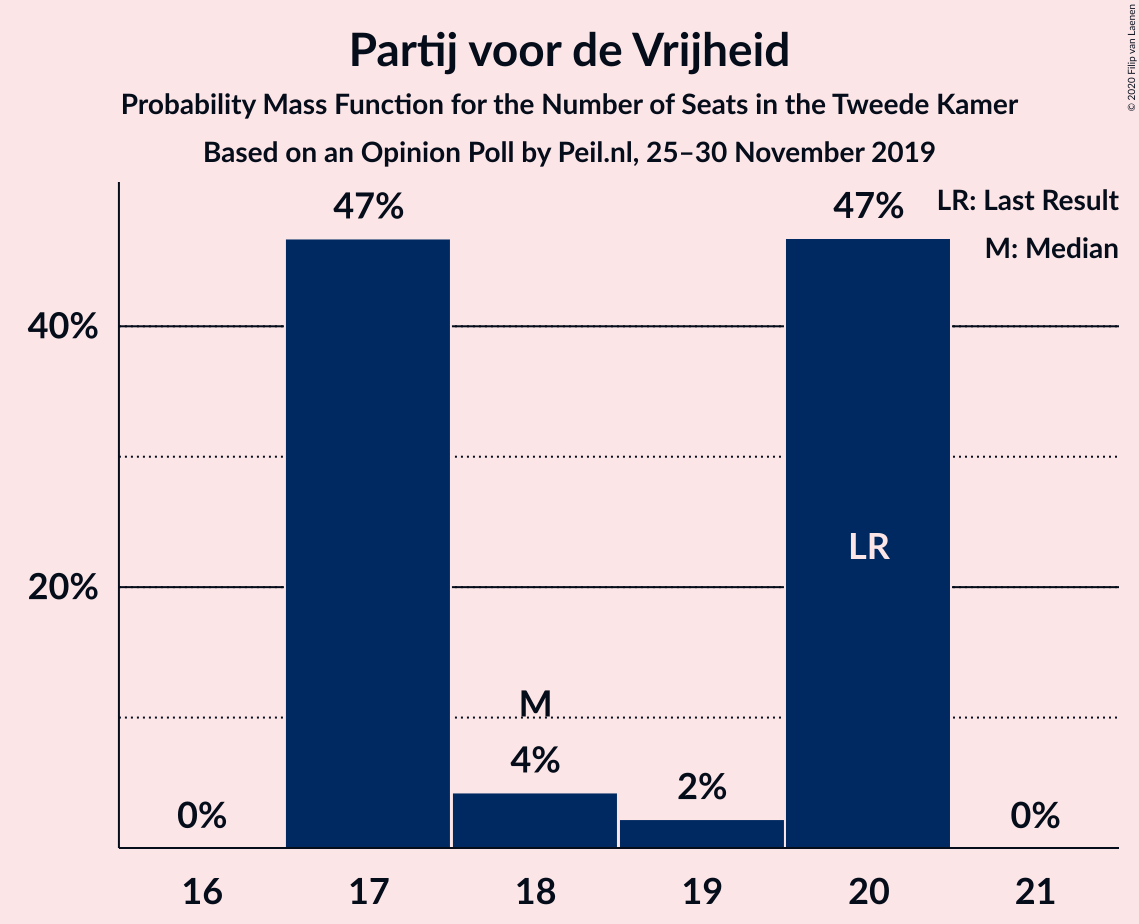 Partij voor de Vrijheid
Probability Mass Function for the Number of Seats in the Tweede Kamer
Based on an Opinion Poll by Peil.nl, 25–30 November 2019
© 2020 Filip van Laenen
LR: Last Result
M: Median
47%
47%
40%
20%
LR
M
4%
2%
0%
0%
16
17
18
19
20
21